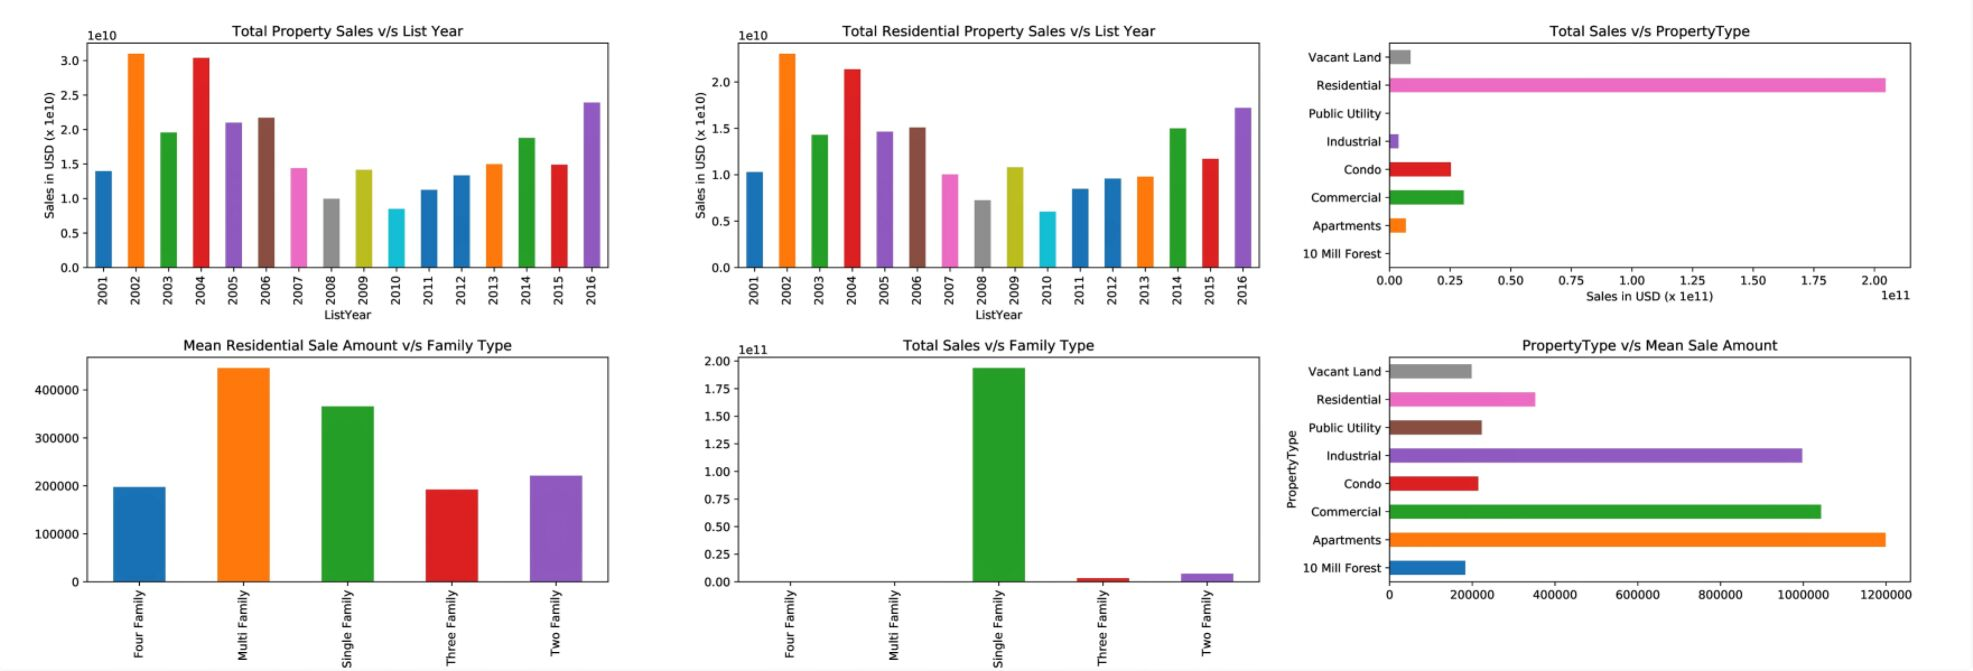 Total Property Sales v/s List Year
1e10
3.0
2.5
2.0
1.5
1.0
0.5
0.0
Sales in USD (x 1e10)
2001 2002 2003 2004 2005 2006 2007 2008 2009 2010 2011 2012 2013 2014 2015 2016
ListYear
Total Residential Property Sales v/s List Year
1e10
2.0
1.5
1.0
0.5
0.0
Sales in USD (x 1e10)
2001 2002 2003 2004 2005 2006 2007 2008 2009 2010 2011 2012 2013 2014 2015 2016
ListYear
Total Sales v/s PropertyType
Vacant Land
Residential
Public Utility
Industrial
Condo
Commercial
Apartments
10 Mill Forest
0.00 0.25 0.50 0.75 1.00 1.25 1.50 1.75 2.00
Sales in USD (x 1e11)
1e11
Mean Residential Sale Amount v/s Family Type
400000
300000
200000
100000
0
Four Family Multi Family Single Family Three Family Two Family
Total Sales v/s Family Type
1e11
2.00
1.75
1.50
1.25
1.00
0.75
0.50
0.25
0.00
Four Family Multi Family Single Family Three Family Two Family
PropertyType v/s Mean Sale Amount
PropertyType
Vacant Land
Residential
Public Utility
Industrial
Condo
Commercial
Apartments
10 Mill Forest
0 200000 400000 600000 800000 1000000 1200000